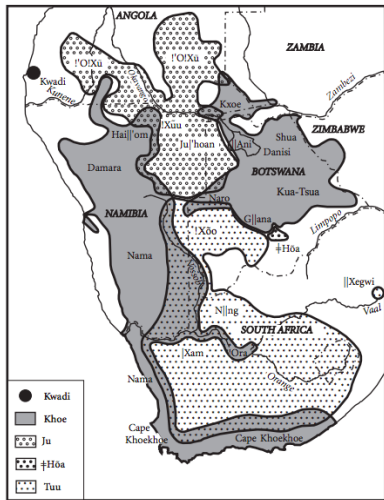 ANGOLA
!'O!Xũ
!'O!Xũ
ZAMBIA
Kwadi
Kunene
Okavango
Zambezi
Kxoe
!Xũu
Hai||'om
Ju|'hoan
||Ani
Shua
Danisi
ZIMBABWE
Damara
BOTSWANA
Kua-Tsua
Naro
G||ana
Limpopo
NAMIBIA
!Xõo
ǂHõa
Nama
||Xegwi
N||ng
Vaal
SOUTH AFRICA
|Xam
'Ora
Orange
Nama
Cape
Khoekhoe
Cape Khoekhoe
Kwadi
Khoe
Ju
ǂHõa
Tuu